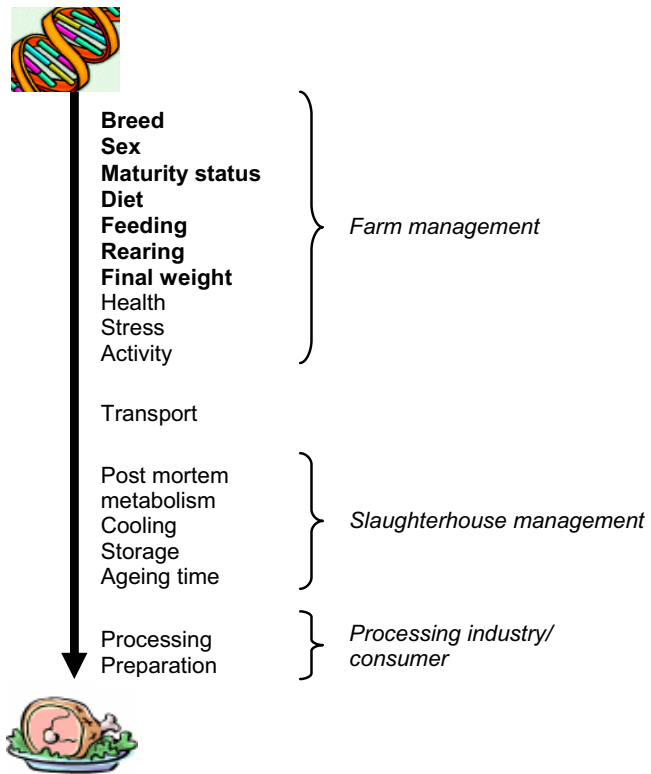 Breed
Sex
Maturity status
Diet
Feeding
Rearing
Final weight
Health
Stress
Activity
Farm management
Transport
Post mortem
metabolism
Cooling
Storage
Ageing time
Slaughterhouse management
Processing
Preparation
Processing industry/
consumer